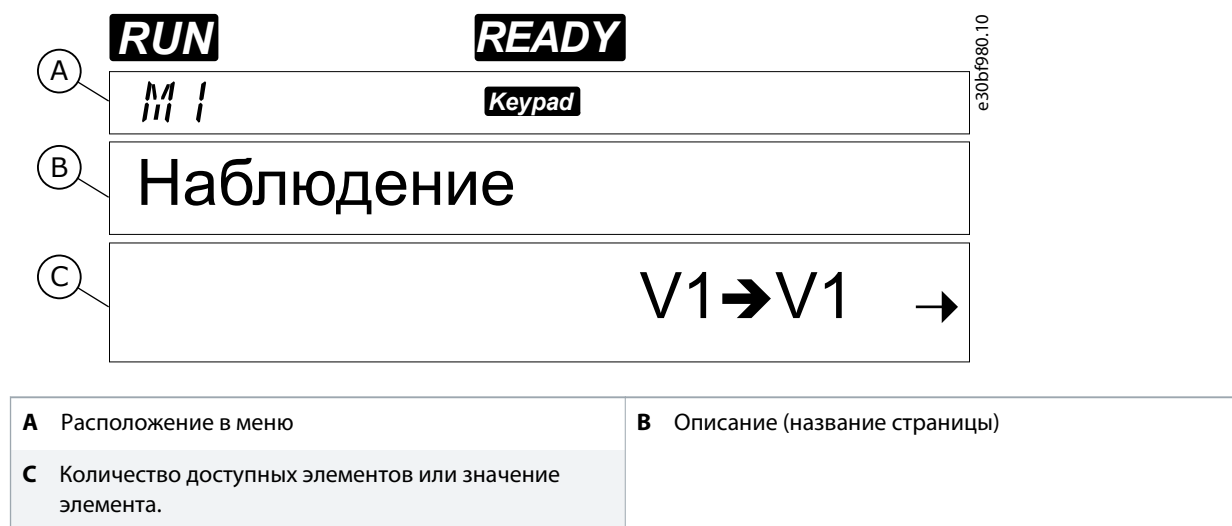 RUN READY
A M1 Keypad
e30bf980.10
B Наблюдение
C V1➔V1 →
A Расположение в меню
B Описание (название страницы)
C Количество доступных элементов или значение
элемента.